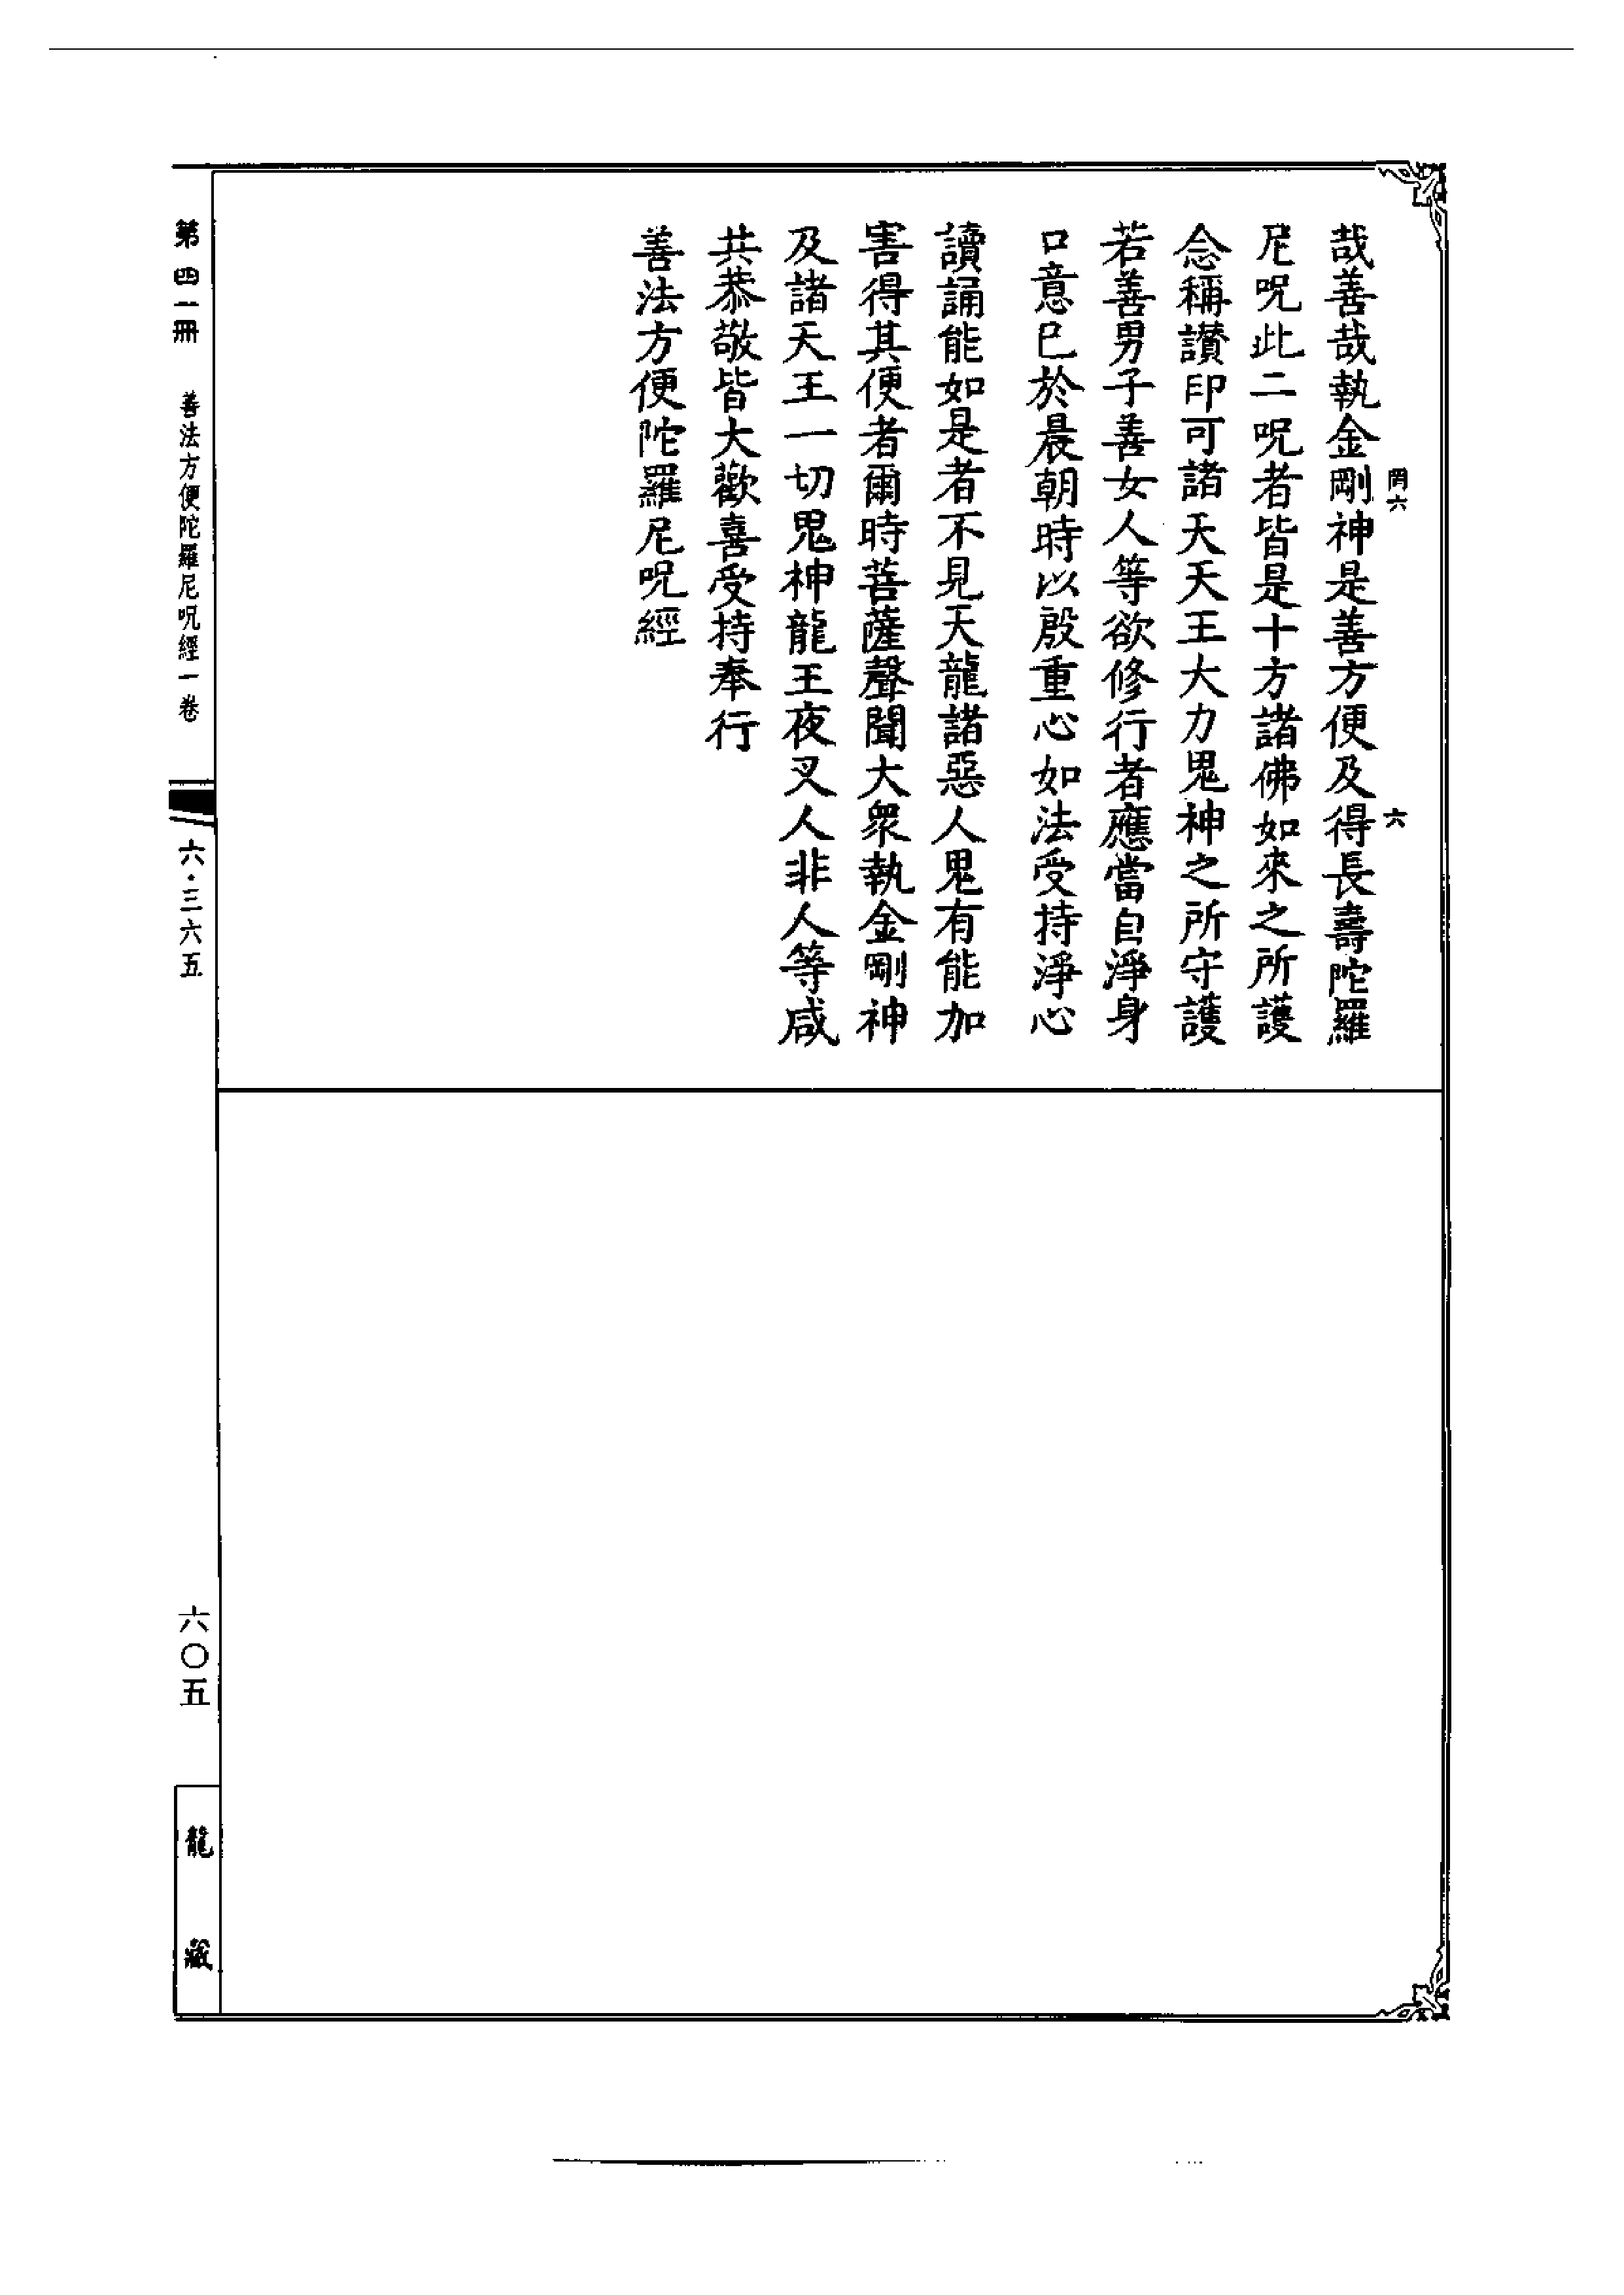 罔六
六
哉善哉執金剛神是善方便及得長壽陀羅
尼呪此二呪者皆是十方諸佛如來之所護
念稱讃印可諸天天王大力鬼神之所守護
若善男子善女人等欲修行者應當自淨身
口意已於晨朝時以殷重心如法受持淨心
讀誦能如是者不見天龍諸惡人鬼有能加
害得其便者爾時菩薩聲聞大衆執金剛神
及諸天王一切鬼神龍王夜叉人非人等咸
共恭敬皆大歡喜受持奉行
善法方便陀羅尼呪經
第四一冊
善法方便陀羅尼呪經一卷
六·三六五
六〇五
龍藏